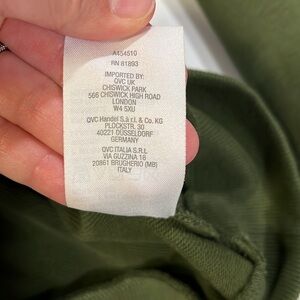 A454510
RN 81893
IMPORTED BY:
QVC UK
CHISWICK PARK
566 CHISWICK HIGH ROAD
LONDON
W4 5XU
QVC Handel S.à r.l. & Co. KG
PLOCKSTR. 30
40221 DÜSSELDORF
GERMANY
QVC ITALIA S.R.L
VIA GUZZINA 18
20861 BRUGHERIO (MB)
ITALY